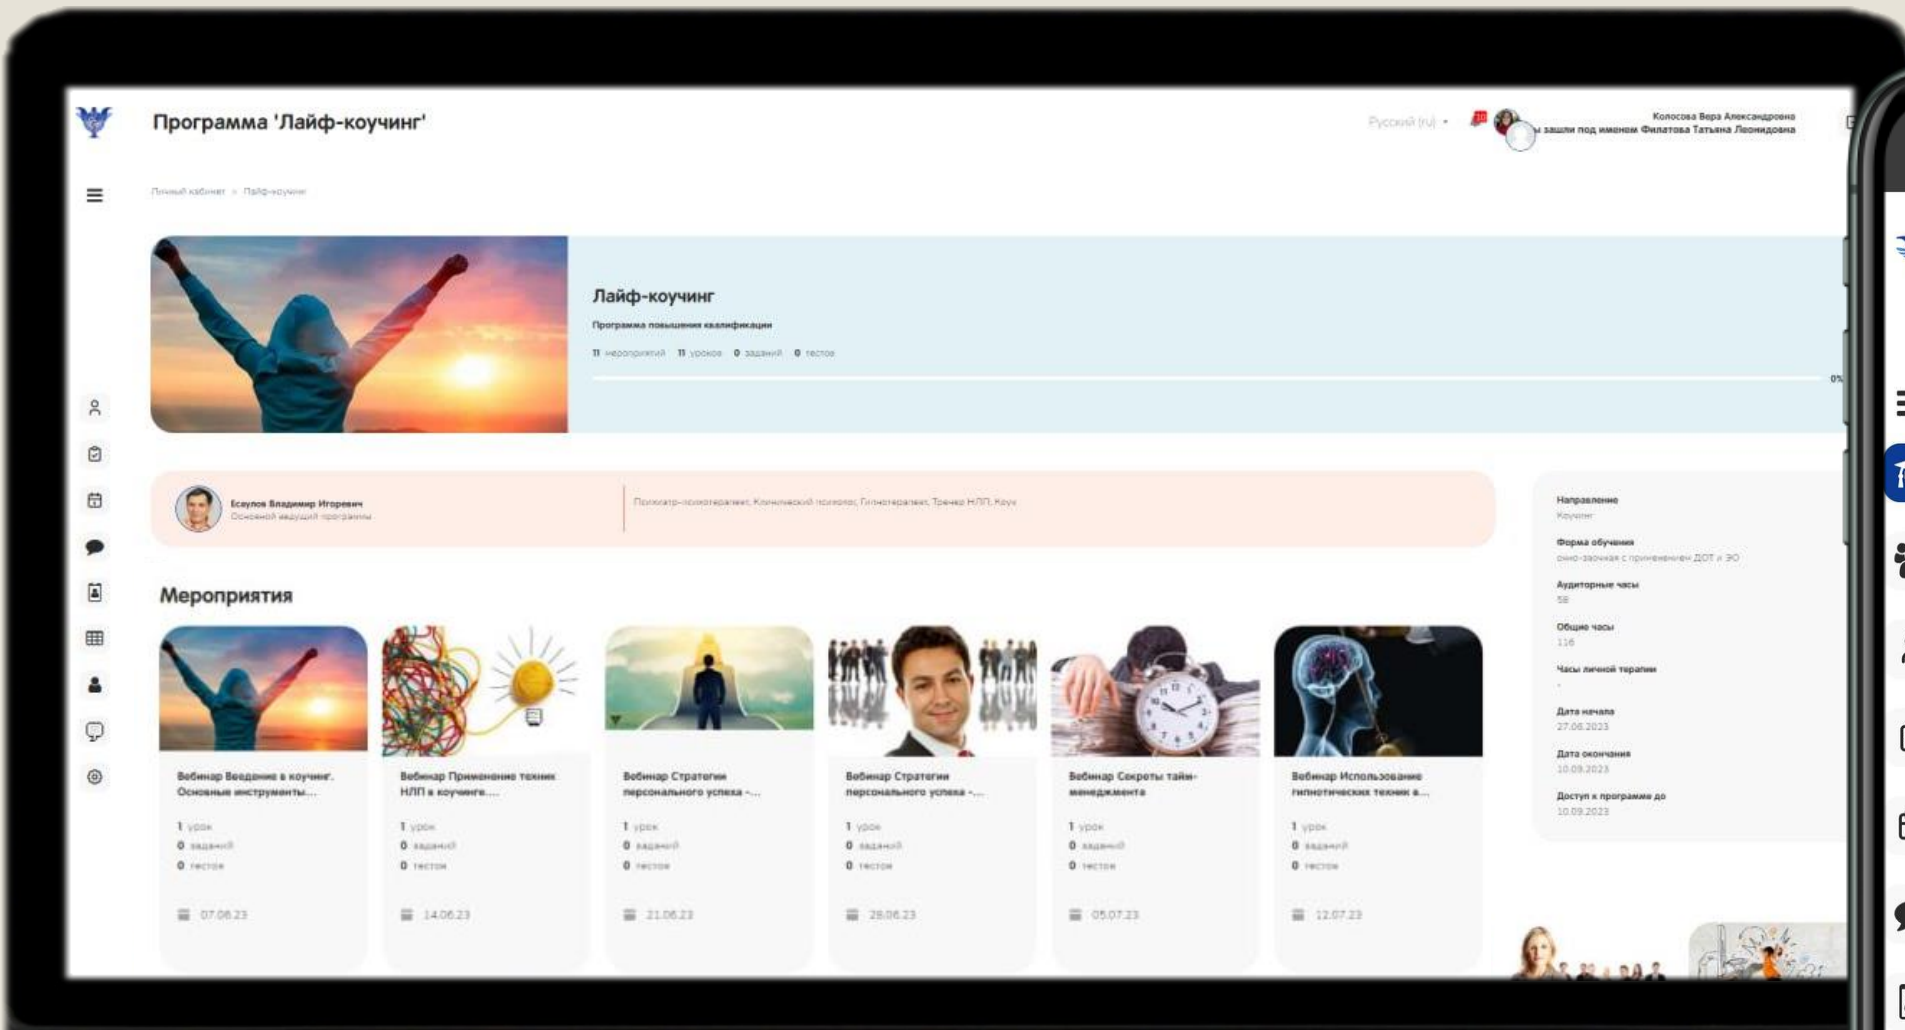 Программа 'Лайф-коучинг'
Русский (ru)
10
Колосова Вера Александровна
ы зашли под именем Филатова Татьяна Леонидовна
Личный кабинет > Лайф-коучинг
Лайф-коучинг
Программа повышения квалификации
11 мероприятий 11 уроков 0 заданий 0 тестов
0%
Есаулов Владимир Игоревич
Основной ведущий программы
Психиатр-психотерапевт, Клинический психолог, Гипнотерапевт, Тренер НЛП, Коуч
Мероприятия
Вебинар Введение в коучинг.
Основные инструменты...
1 урок
0 заданий
0 тестов
07.06.23
Вебинар Применение техник
НЛП в коучинге....
1 урок
0 заданий
0 тестов
14.06.23
Вебинар Стратегии
персонального успеха -...
1 урок
0 заданий
0 тестов
21.06.23
Вебинар Стратегии
персонального успеха -...
1 урок
0 заданий
0 тестов
28.06.23
Вебинар Секреты тайм-
менеджмента
1 урок
0 заданий
0 тестов
05.07.23
Вебинар Использование
гипнотических техник в...
1 урок
0 заданий
0 тестов
12.07.23
Направление
Коучинг
Форма обучения
очно-заочная с применением ДОТ и ЭО
Аудиторные часы
58
Общие часы
116
Часы личной терапии
-
Дата начала
27.06.2023
Дата окончания
10.09.2023
Доступ к программе до
10.09.2023